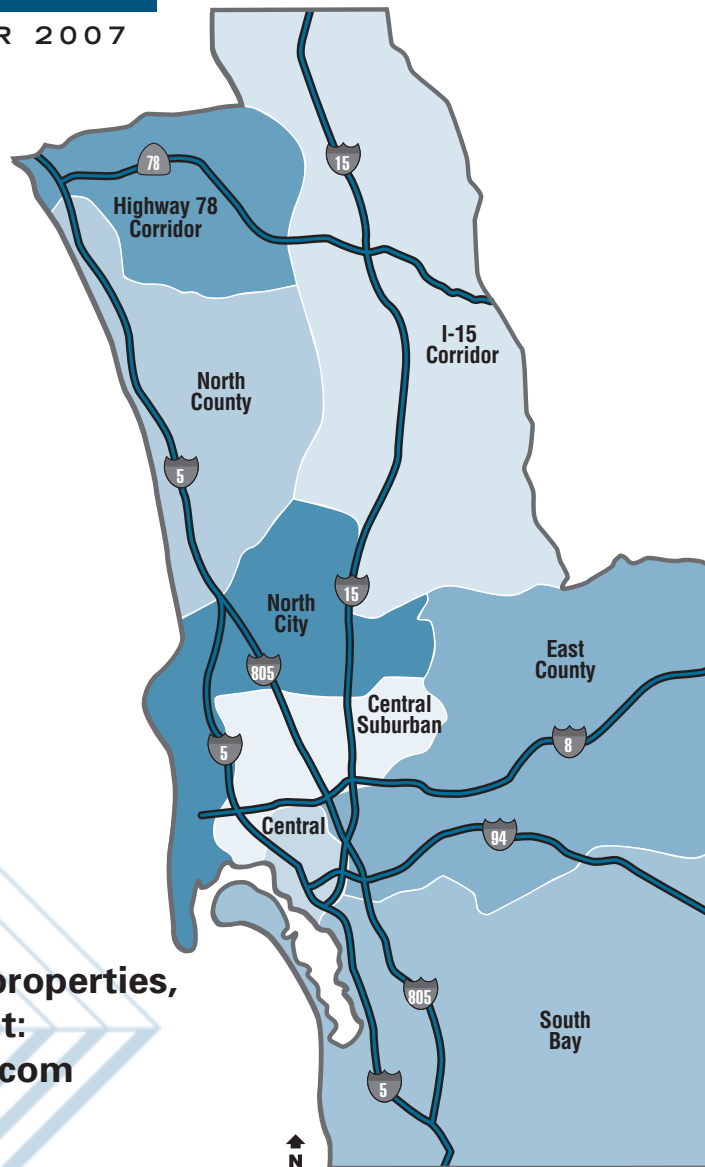 R 2007
15
78
Highway 78
Corridor
I-15
Corridor
North
County
5
15
North
City
East
County
805
Central
Suburban
5
8
Central
94
properties,
t:
com
805
South
Bay
5
N